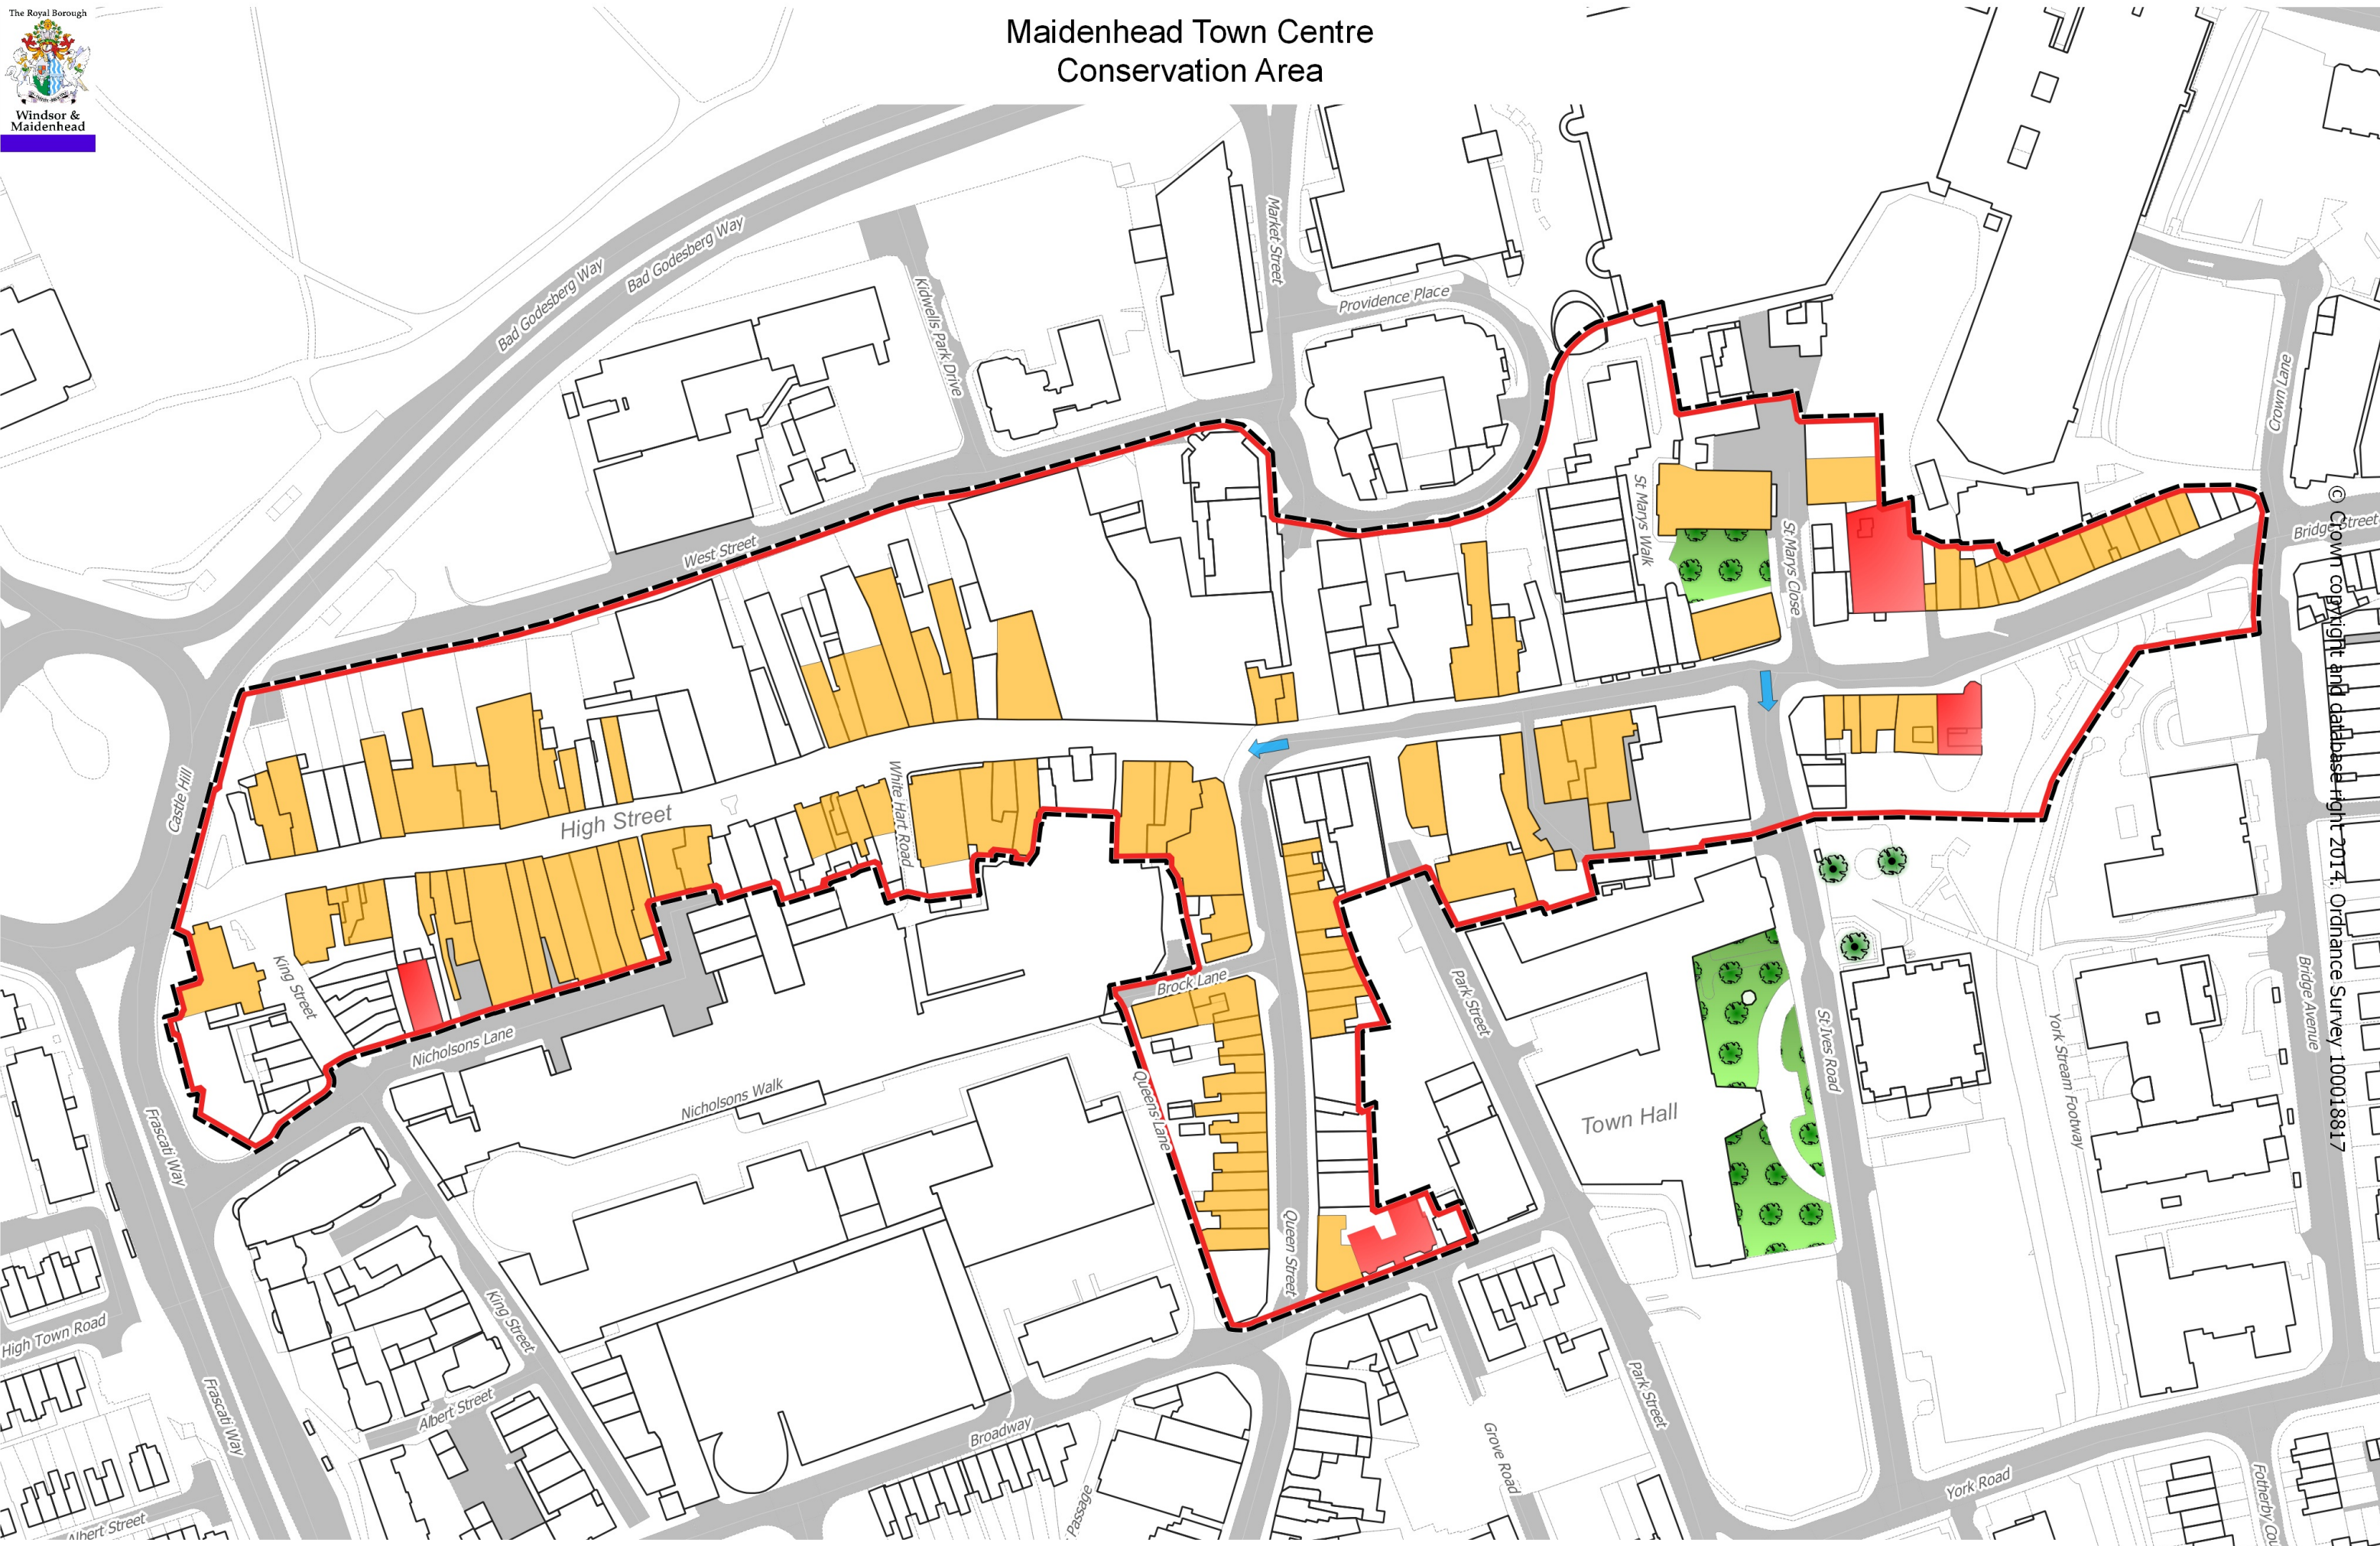 The Royal Borough
Windsor &
Maidenhead
Maidenhead Town Centre
Conservation Area
Bad Godesberg Way
Bad Godesberg Way
Kidwells Park Drive
Market Street
Providence Place
West Street
St Marys Walk
St Marys Close
Crown Lane
Bridge Street
Castle Hill
High Street
White Hart Road
King Street
Nicholsons Lane
Brock Lane
Nicholsons Walk
Queens Lane
Queen Street
Park Street
Town Hall
St Ives Road
York Stream Footway
Bridge Avenue
Frascati Way
Frascati Way
High Town Road
King Street
Albert Street
Albert Street
Broadway
Passage
Grove Road
Park Street
York Road
Fotherby Cou
© Crown copyright and database right 2014. Ordnance Survey 100018817